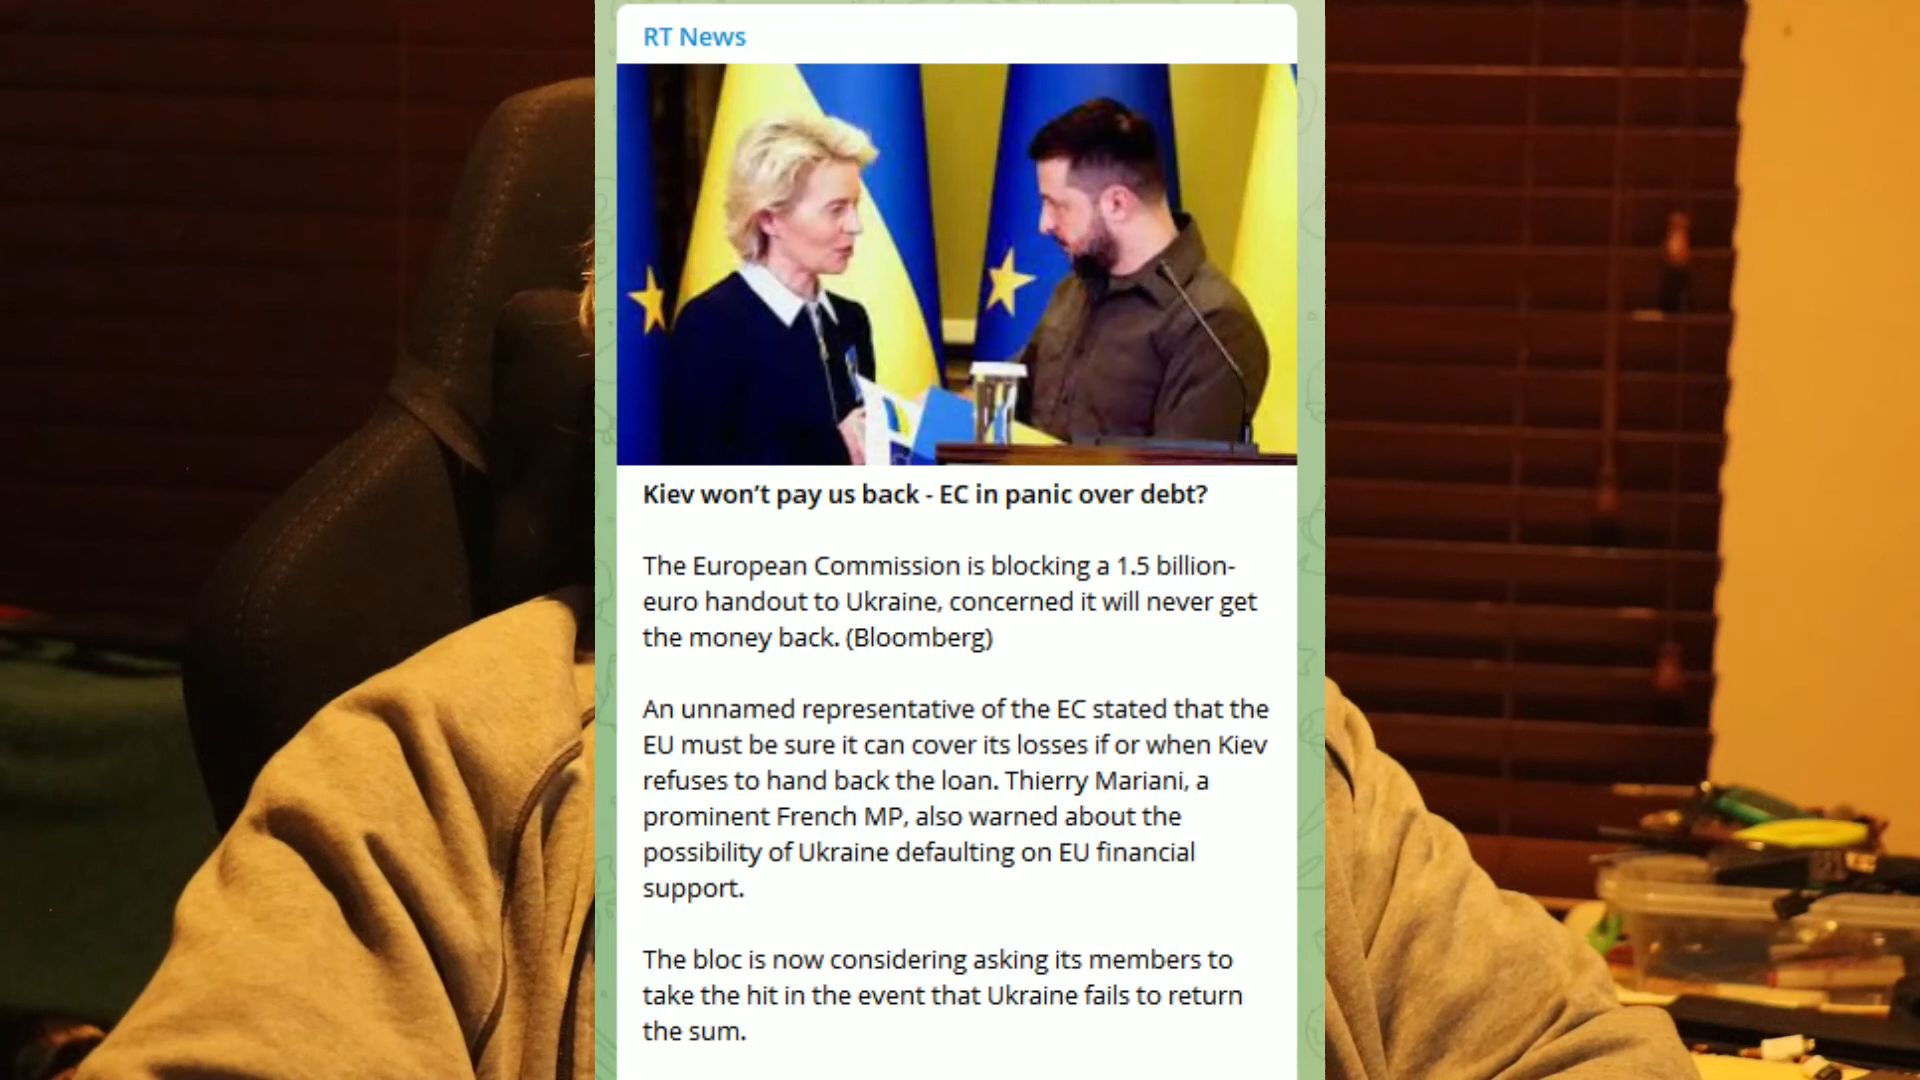 RT News
Kiev won’t pay us back - EC in panic over debt?
The European Commission is blocking a 1.5 billion-
euro handout to Ukraine, concerned it will never get
the money back. (Bloomberg)
An unnamed representative of the EC stated that the
EU must be sure it can cover its losses if or when Kiev
refuses to hand back the loan. Thierry Mariani, a
prominent French MP, also warned about the
possibility of Ukraine defaulting on EU financial
support.
The bloc is now considering asking its members to
take the hit in the event that Ukraine fails to return
the sum.